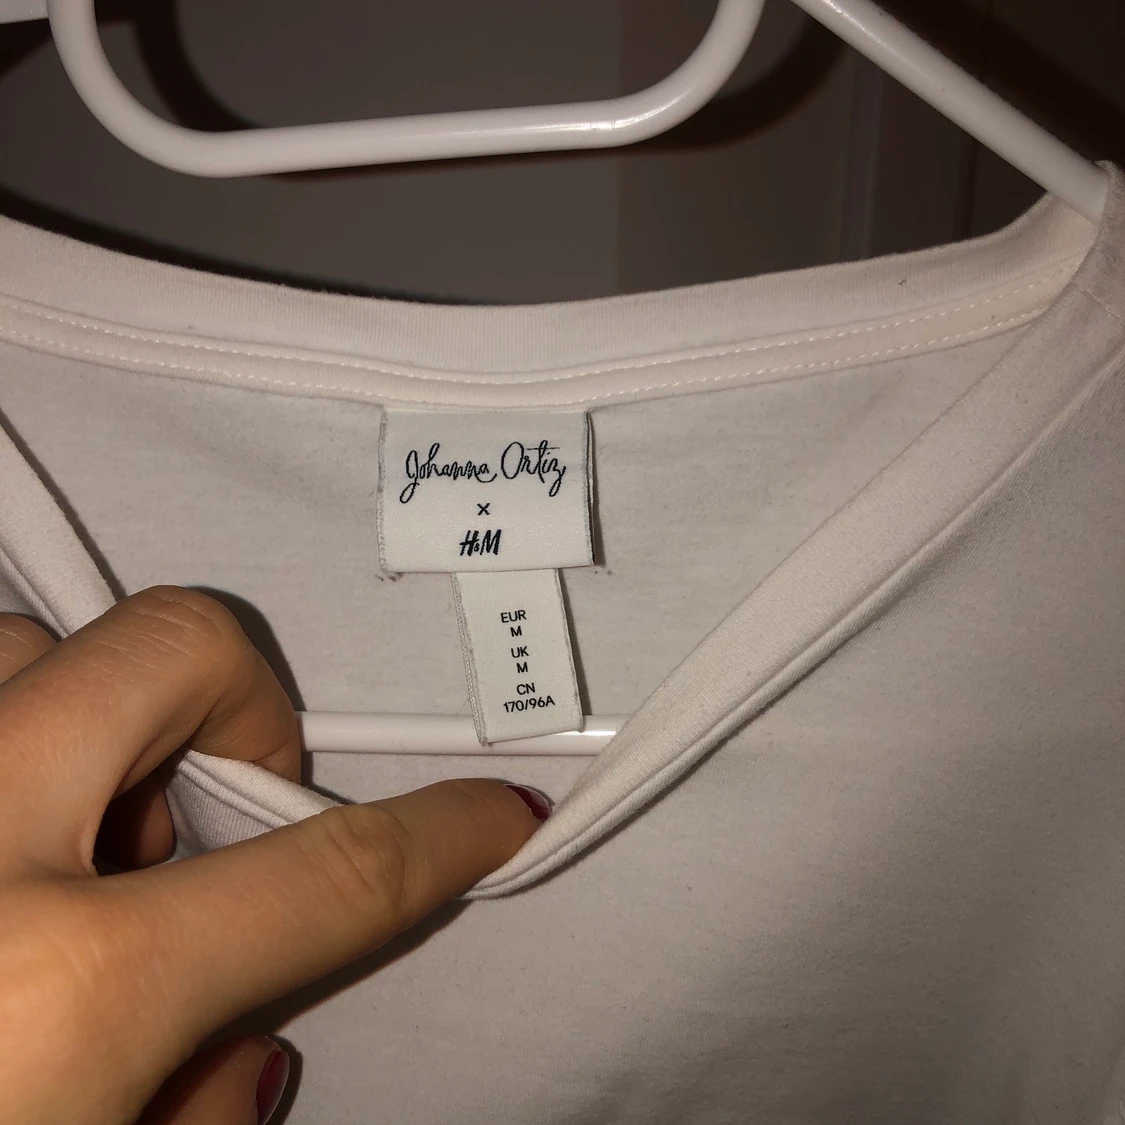 Johanna Ortiz
x
H&M
EUR
M
UK
M
CN
170/96A